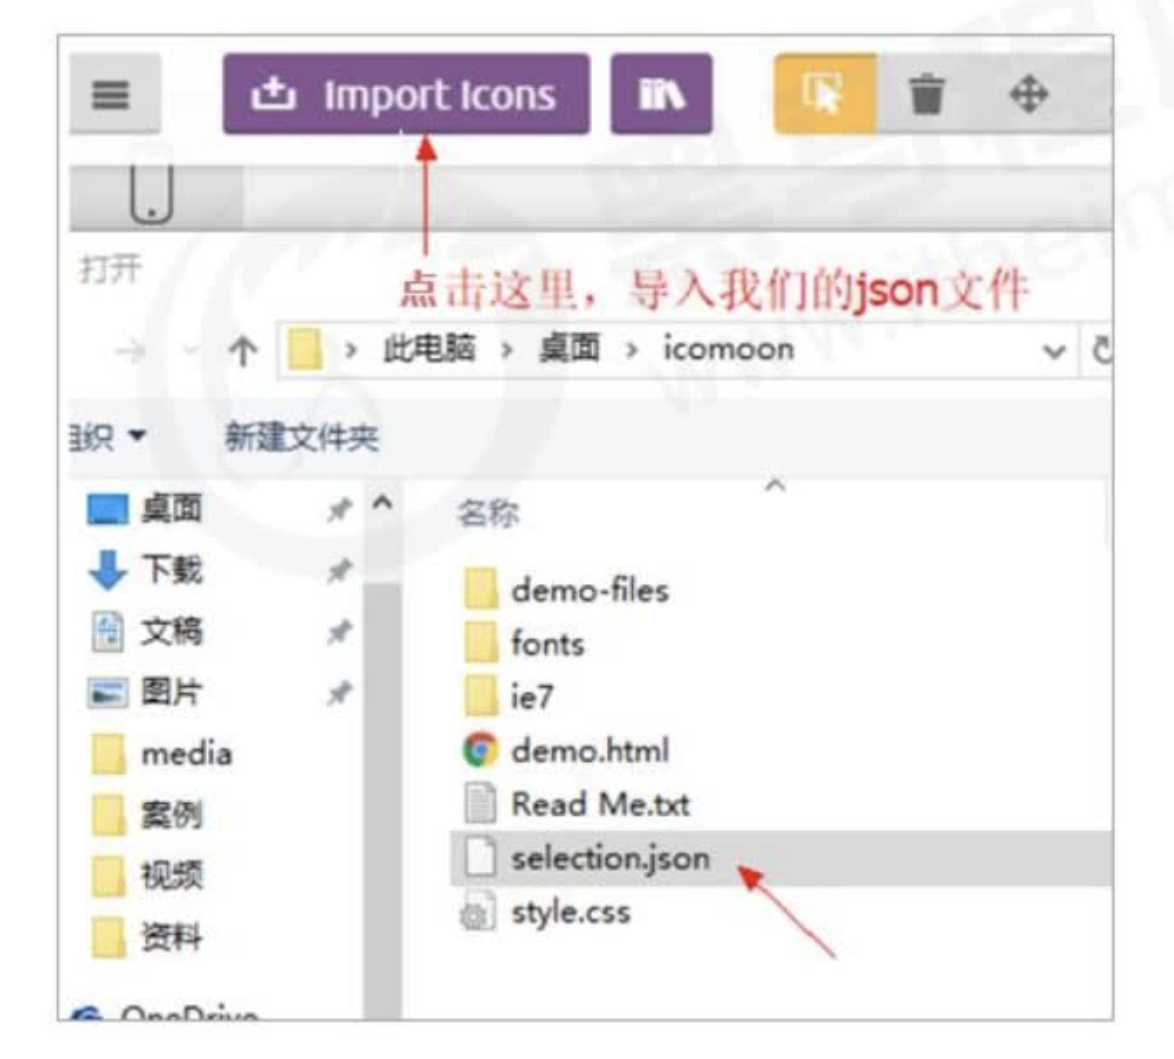 Import Icons
打开
点击这里，导入我们的json文件
此电脑 > 桌面 > icomoon
组织 新建文件夹
名称
桌面
下载
文稿
图片
media
案例
视频
资料
OneDrive
demo-files
fonts
ie7
demo.html
Read Me.txt
selection.json
style.css